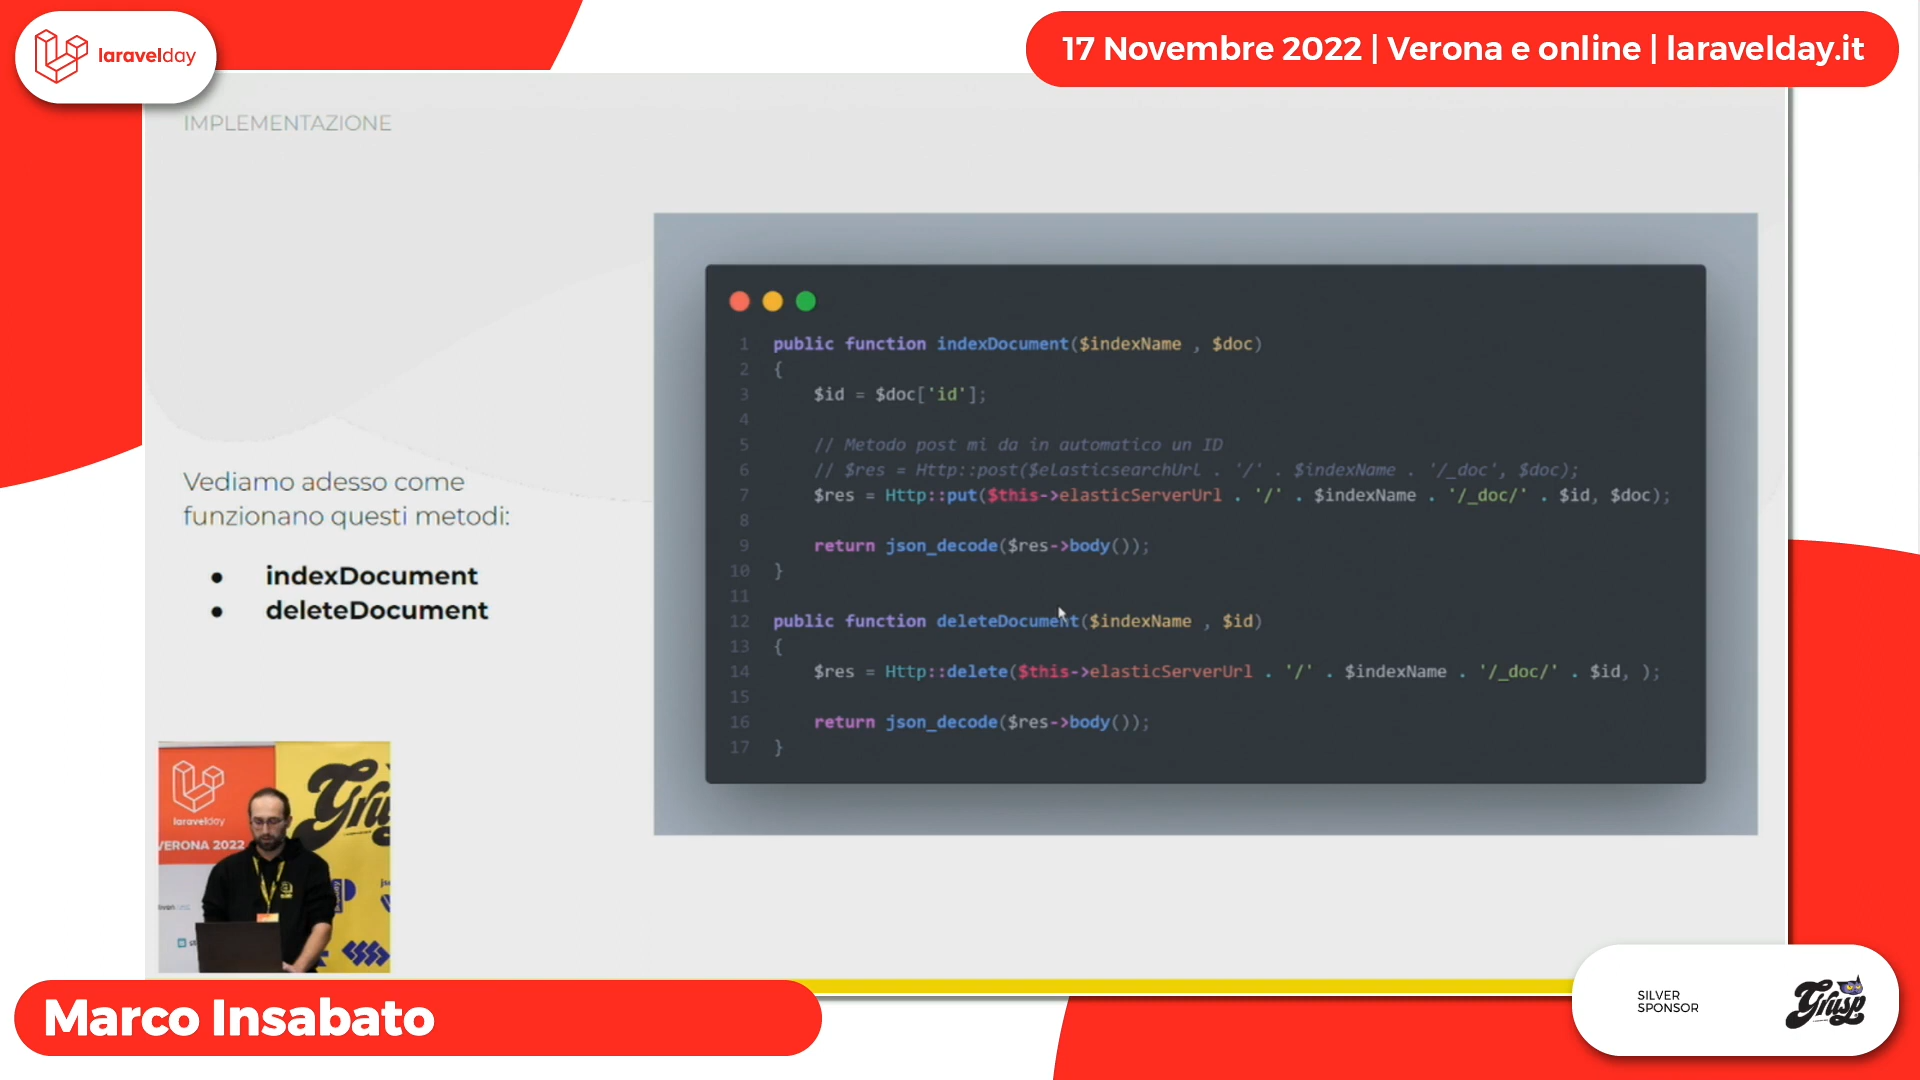 laravelday
17 Novembre 2022 | Verona e online | laravelday.it
IMPLEMENTAZIONE
Vediamo adesso come
funzionano questi metodi:
● indexDocument
● deleteDocument
1 public function indexDocument($indexName , $doc)
2 {
3 $id = $doc['id'];
4
5 // Metodo post mi da in automatico un ID
6 // $res = Http::post($elasticsearchUrl . '/' . $indexName . '/_doc', $doc);
7 $res = Http::put($this->elasticServerUrl . '/' . $indexName . '/_doc/' . $id, $doc);
8
9 return json_decode($res->body());
10 }
11
12 public function deleteDocument($indexName , $id)
13 {
14 $res = Http::delete($this->elasticServerUrl . '/' . $indexName . '/_doc/' . $id, );
15
16 return json_decode($res->body());
17 }
laravelday
VERONA 2022
Marco Insabato
SILVER
SPONSOR
Grusp